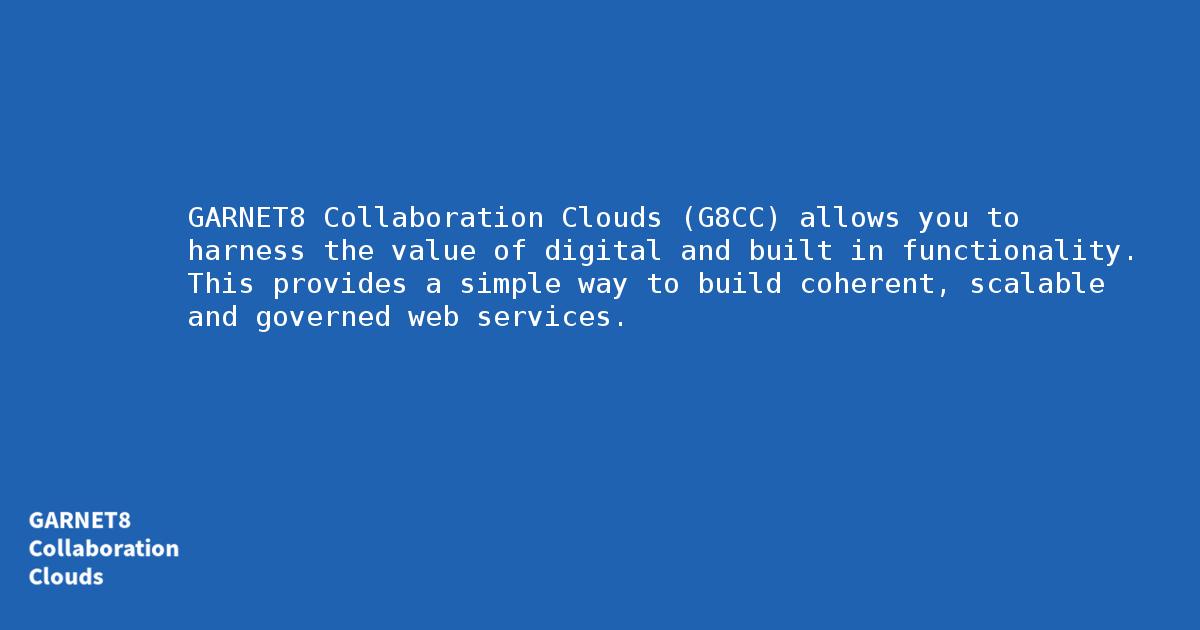 GARNET8 Collaboration Clouds (G8CC) allows you to
harness the value of digital and built in functionality.
This provides a simple way to build coherent, scalable
and governed web services.
GARNET8
Collaboration
Clouds